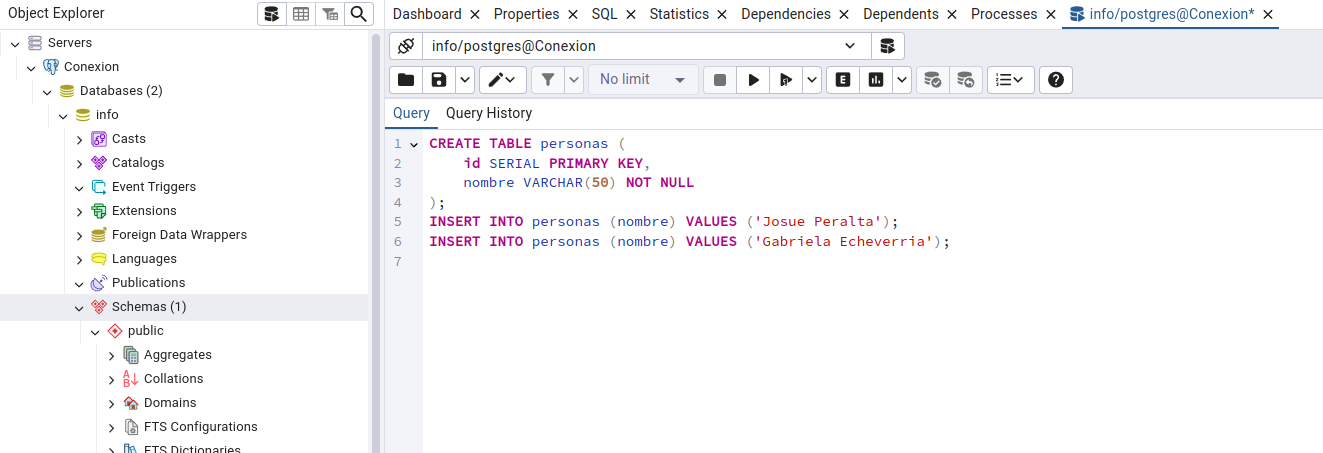 Object Explorer
Dashboard Properties SQL Statistics Dependencies Dependents Processes info/postgres@Conexion*
Servers
Conexion
Databases (2)
info
Casts
Catalogs
Event Triggers
Extensions
Foreign Data Wrappers
Languages
Publications
Schemas (1)
public
Aggregates
Collations
Domains
FTS Configurations
FTS Dictionaries
info/postgres@Conexion
No limit
E
Query Query History
1 CREATE TABLE personas (
2 id SERIAL PRIMARY KEY,
3 nombre VARCHAR(50) NOT NULL
4 );
5 INSERT INTO personas (nombre) VALUES ('Josue Peralta');
6 INSERT INTO personas (nombre) VALUES ('Gabriela Echeverria');
7